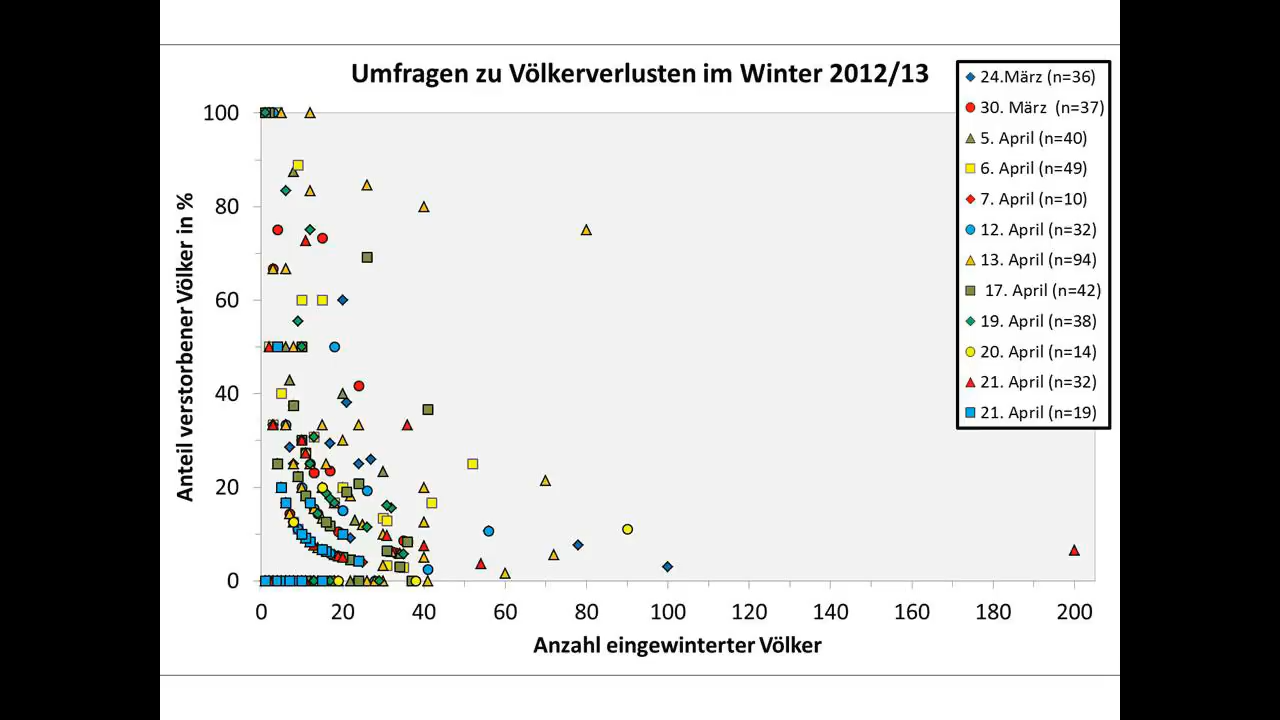 Umfragen zu Völkerverlusten im Winter 2012/13
24.März (n=36)
30. März (n=37)
5. April (n=40)
6. April (n=49)
7. April (n=10)
12. April (n=32)
13. April (n=94)
17. April (n=42)
19. April (n=38)
20. April (n=14)
21. April (n=32)
21. April (n=19)
Anteil verstorbener Völker in %
100
80
60
40
20
0
0 20 40 60 80 100 120 140 160 180 200
Anzahl eingewinterter Völker